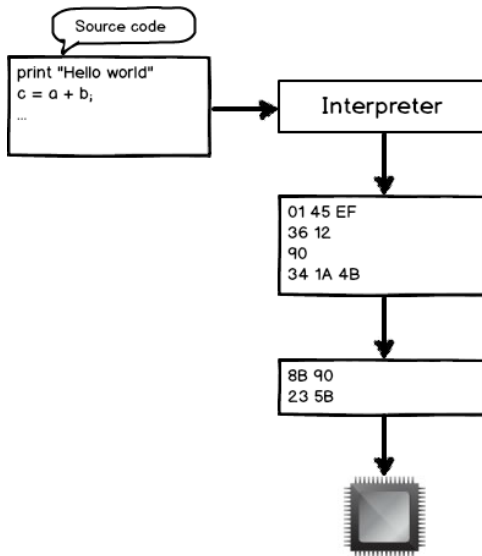 Source code
print "Hello world"
c = a + b;
...
Interpreter
01 45 EF
36 12
90
34 1A 4B
8B 90
23 5B